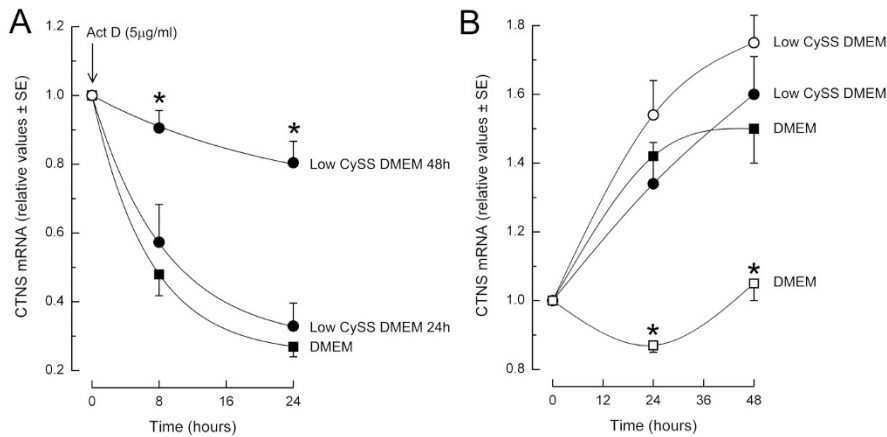 A
Act D (5µg/ml)
CTNS mRNA (relative values ± SE)
1.2
1.0
0.8
0.6
0.4
0.2
*
*
Low CySS DMEM 48h
Low CySS DMEM 24h
DMEM
0
8
16
24
Time (hours)
B
CTNS mRNA (relative values ± SE)
1.8
1.6
1.4
1.2
1.0
0.8
Low CySS DMEM
Low CySS DMEM
DMEM
DMEM
*
*
0
12
24
36
48
Time (hours)